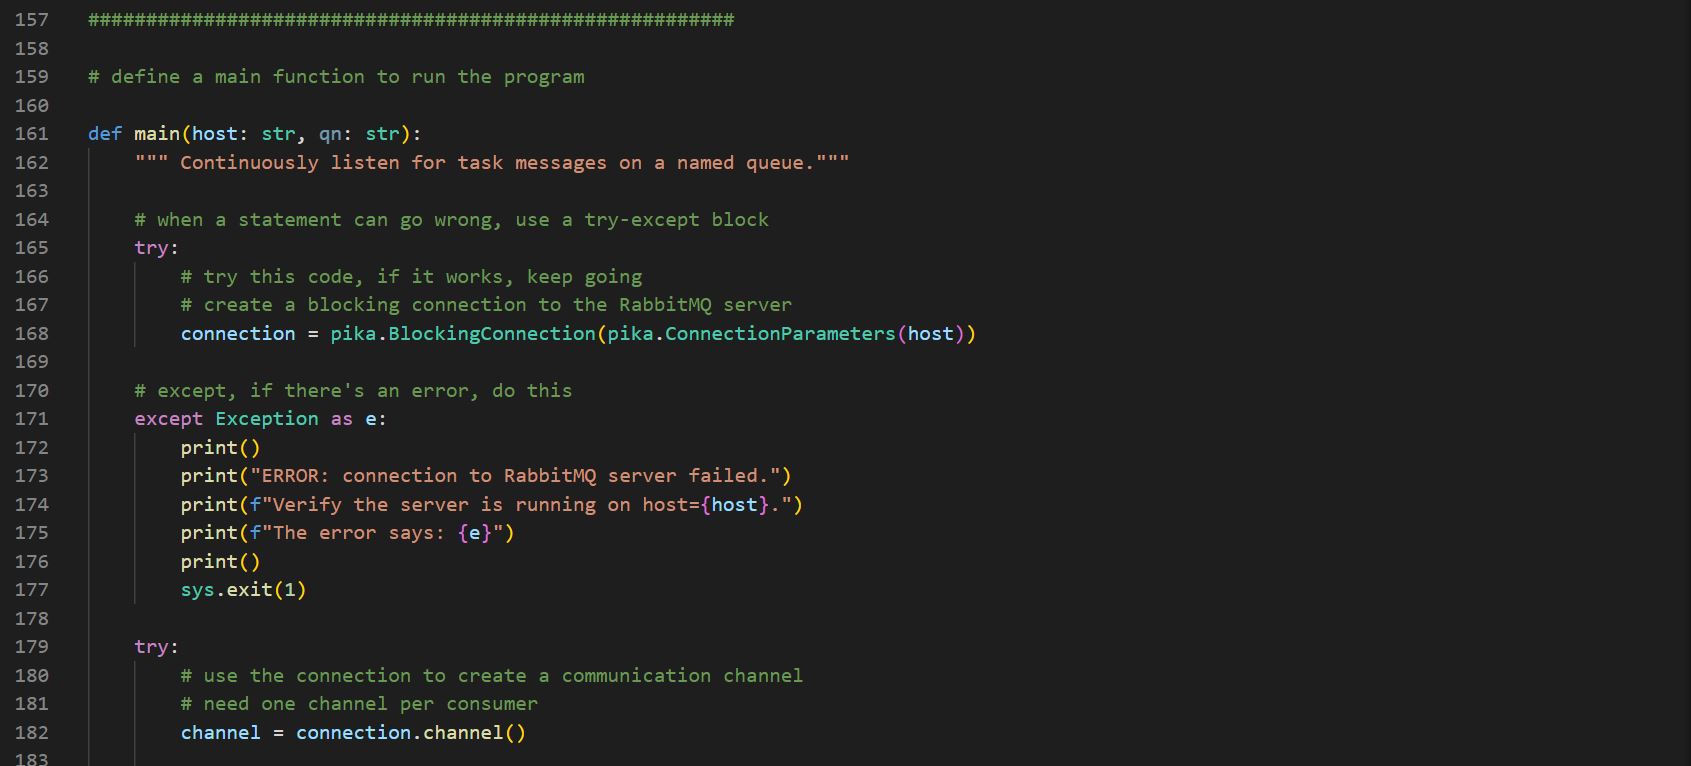 157 ########################################################
158
159 # define a main function to run the program
160
161 def main(host: str, qn: str):
162 """ Continuously listen for task messages on a named queue."""
163
164 # when a statement can go wrong, use a try-except block
165 try:
166 # try this code, if it works, keep going
167 # create a blocking connection to the RabbitMQ server
168 connection = pika.BlockingConnection(pika.ConnectionParameters(host))
169
170 # except, if there's an error, do this
171 except Exception as e:
172 print()
173 print("ERROR: connection to RabbitMQ server failed.")
174 print(f"Verify the server is running on host={host}.")
175 print(f"The error says: {e}")
176 print()
177 sys.exit(1)
178
179 try:
180 # use the connection to create a communication channel
181 # need one channel per consumer
182 channel = connection.channel()
183